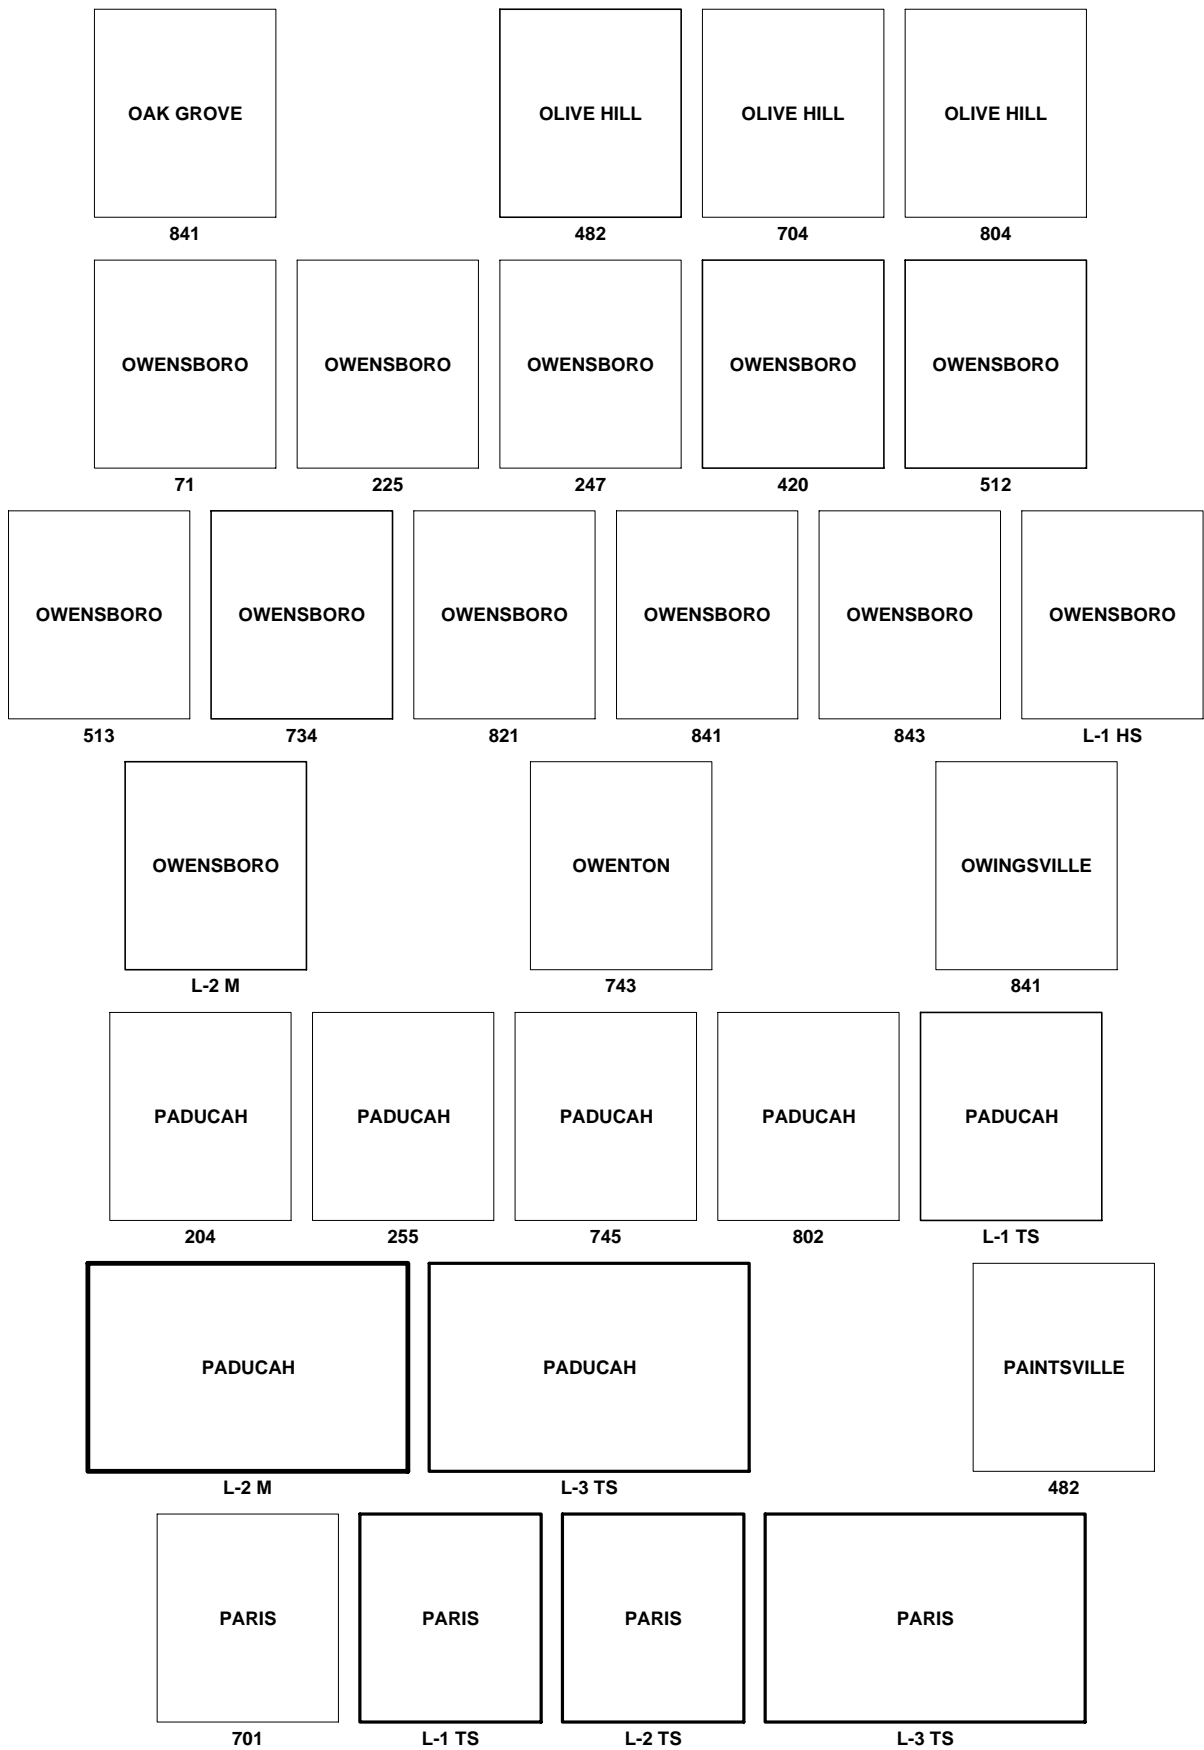 OAK GROVE OLIVE HILL OLIVE HILL OLIVE HILL
841 482 704 804
OWENSBORO OWENSBORO OWENSBORO OWENSBORO OWENSBORO
71 225 247 420 512
OWENSBORO OWENSBORO OWENSBORO OWENSBORO OWENSBORO OWENSBORO
513 734 821 841 843 L-1 HS
OWENSBORO OWENTON OWINGSVILLE
L-2 M 743 841
PADUCAH PADUCAH PADUCAH PADUCAH PADUCAH
204 255 745 802 L-1 TS
PADUCAH PADUCAH PAINTSVILLE
L-2 M L-3 TS 482
PARIS PARIS PARIS PARIS
701 L-1 TS L-2 TS L-3 TS